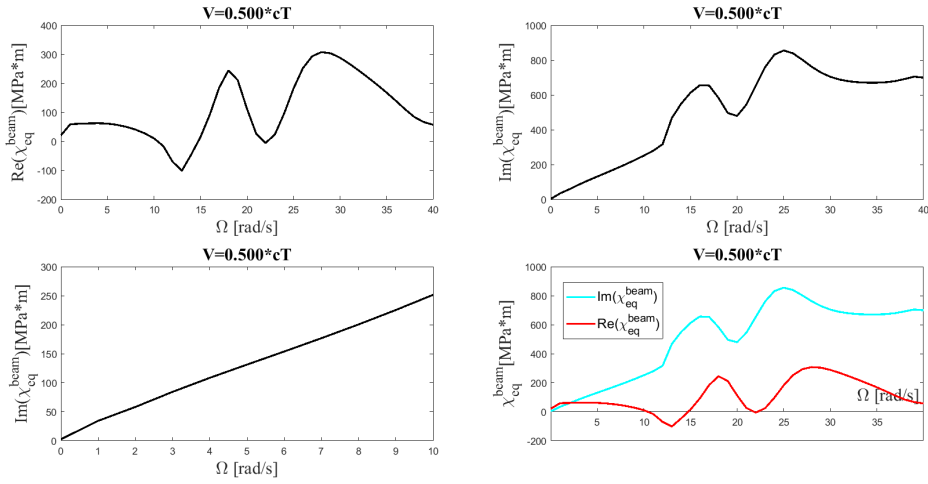 V=0.500*cT
Re(χ_eq^beam)[MPa*m]
400
300
200
100
0
-100
-200
0 5 10 15 20 25 30 35 40
Ω [rad/s]
V=0.500*cT
Im(χ_eq^beam)[MPa*m]
1000
800
600
400
200
0
0 5 10 15 20 25 30 35 40
Ω [rad/s]
V=0.500*cT
Im(χ_eq^beam)[MPa*m]
300
250
200
150
100
50
0
0 1 2 3 4 5 6 7 8 9 10
Ω [rad/s]
V=0.500*cT
χ_eq^beam[MPa*m]
1000
800
600
400
200
0
-200
Im(χ_eq^beam)
Re(χ_eq^beam)
Ω [rad/s]
5 10 15 20 25 30 35